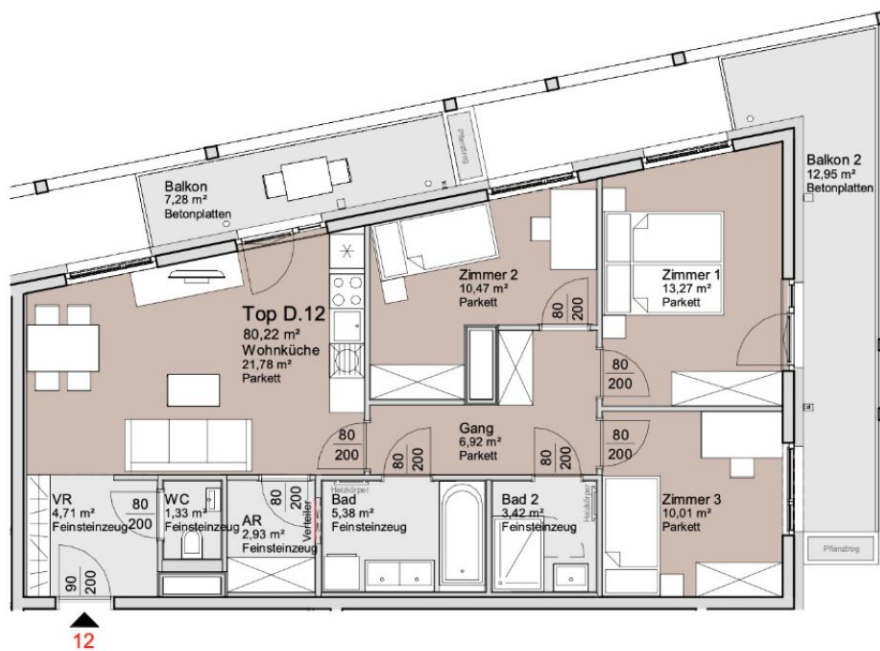 Balkon
7,28 m²
Betonplatten
Pflanztrog
Balkon 2
12,95 m²
Betonplatten
Zimmer 2
10,47 m²
Parkett
Zimmer 1
13,27 m²
Parkett
Top D.12
80,22 m²
Wohnküche
21,78 m²
Parkett
80
200
80
200
Gang
6,92 m²
Parkett
80
200
80
200
80
200
80
200
VR
4,71 m²
Feinsteinzeug
80
200
WC
1,33 m²
Feinsteinzeug
AR
2,93 m²
Feinsteinzeug
80
200
Verteiler
Heizkörper
Bad
5,38 m²
Feinsteinzeug
Bad 2
3,42 m²
Feinsteinzeug
Heizkörper
Zimmer 3
10,01 m²
Parkett
Pflanztrog
90
200
12